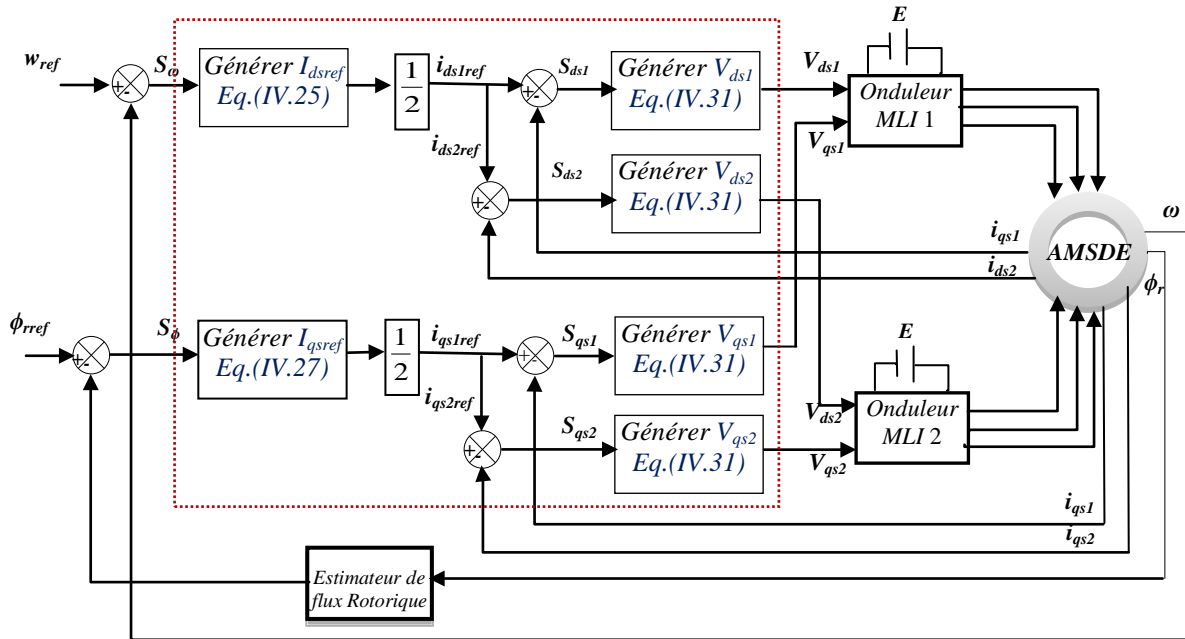 E
w_ref
S_ω
Générer I_dsref
Eq.(IV.25)
1
2
i_ds1ref
S_ds1
Générer V_ds1
Eq.(IV.31)
V_ds1
Onduleur
MLI 1
V_qs1
+
-
i_ds2ref
S_ds2
Générer V_ds2
Eq.(IV.31)
ω
i_qs1
AMSDE
i_ds2
ϕ_r
ϕ_rref
S_ϕ
Générer I_qsref
Eq.(IV.27)
1
2
i_qs1ref
S_qs1
Générer V_qs1
Eq.(IV.31)
E
i_qs2ref
S_qs2
Générer V_qs2
Eq.(IV.31)
V_ds2
Onduleur
MLI 2
V_qs2
i_qs1
i_qs2
Estimateur de
flux Rotorique